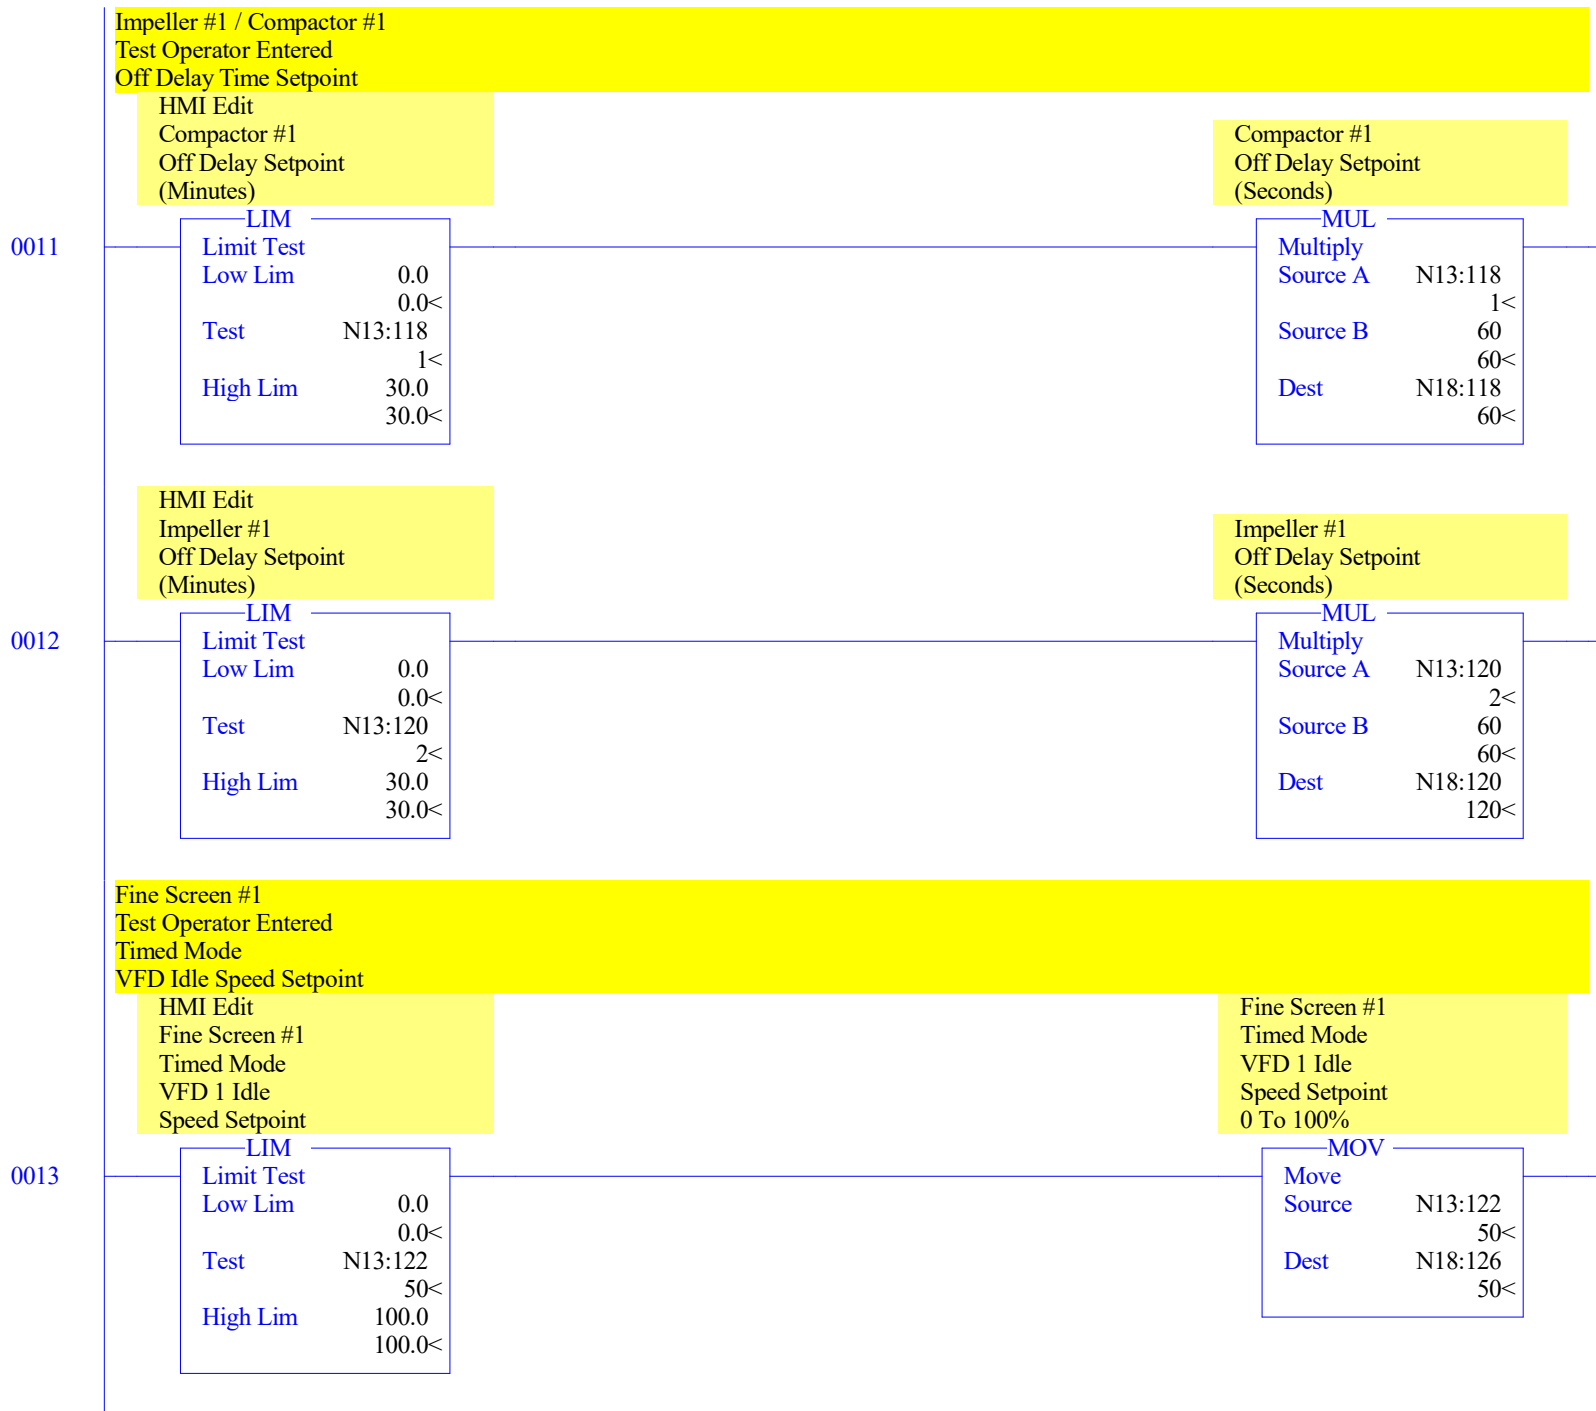 Impeller #1 / Compactor #1
Test Operator Entered
Off Delay Time Setpoint
HMI Edit
Compactor #1
Off Delay Setpoint
(Minutes)
Compactor #1
Off Delay Setpoint
(Seconds)
0011
LIM
Limit Test
Low Lim 0.0
0.0<
Test N13:118
1<
High Lim 30.0
30.0<
MUL
Multiply
Source A N13:118
1<
Source B 60
60<
Dest N18:118
60<
HMI Edit
Impeller #1
Off Delay Setpoint
(Minutes)
Impeller #1
Off Delay Setpoint
(Seconds)
0012
LIM
Limit Test
Low Lim 0.0
0.0<
Test N13:120
2<
High Lim 30.0
30.0<
MUL
Multiply
Source A N13:120
2<
Source B 60
60<
Dest N18:120
120<
Fine Screen #1
Test Operator Entered
Timed Mode
VFD Idle Speed Setpoint
HMI Edit
Fine Screen #1
Timed Mode
VFD 1 Idle
Speed Setpoint
Fine Screen #1
Timed Mode
VFD 1 Idle
Speed Setpoint
0 To 100%
0013
LIM
Limit Test
Low Lim 0.0
0.0<
Test N13:122
50<
High Lim 100.0
100.0<
MOV
Move
Source N13:122
50<
Dest N18:126
50<